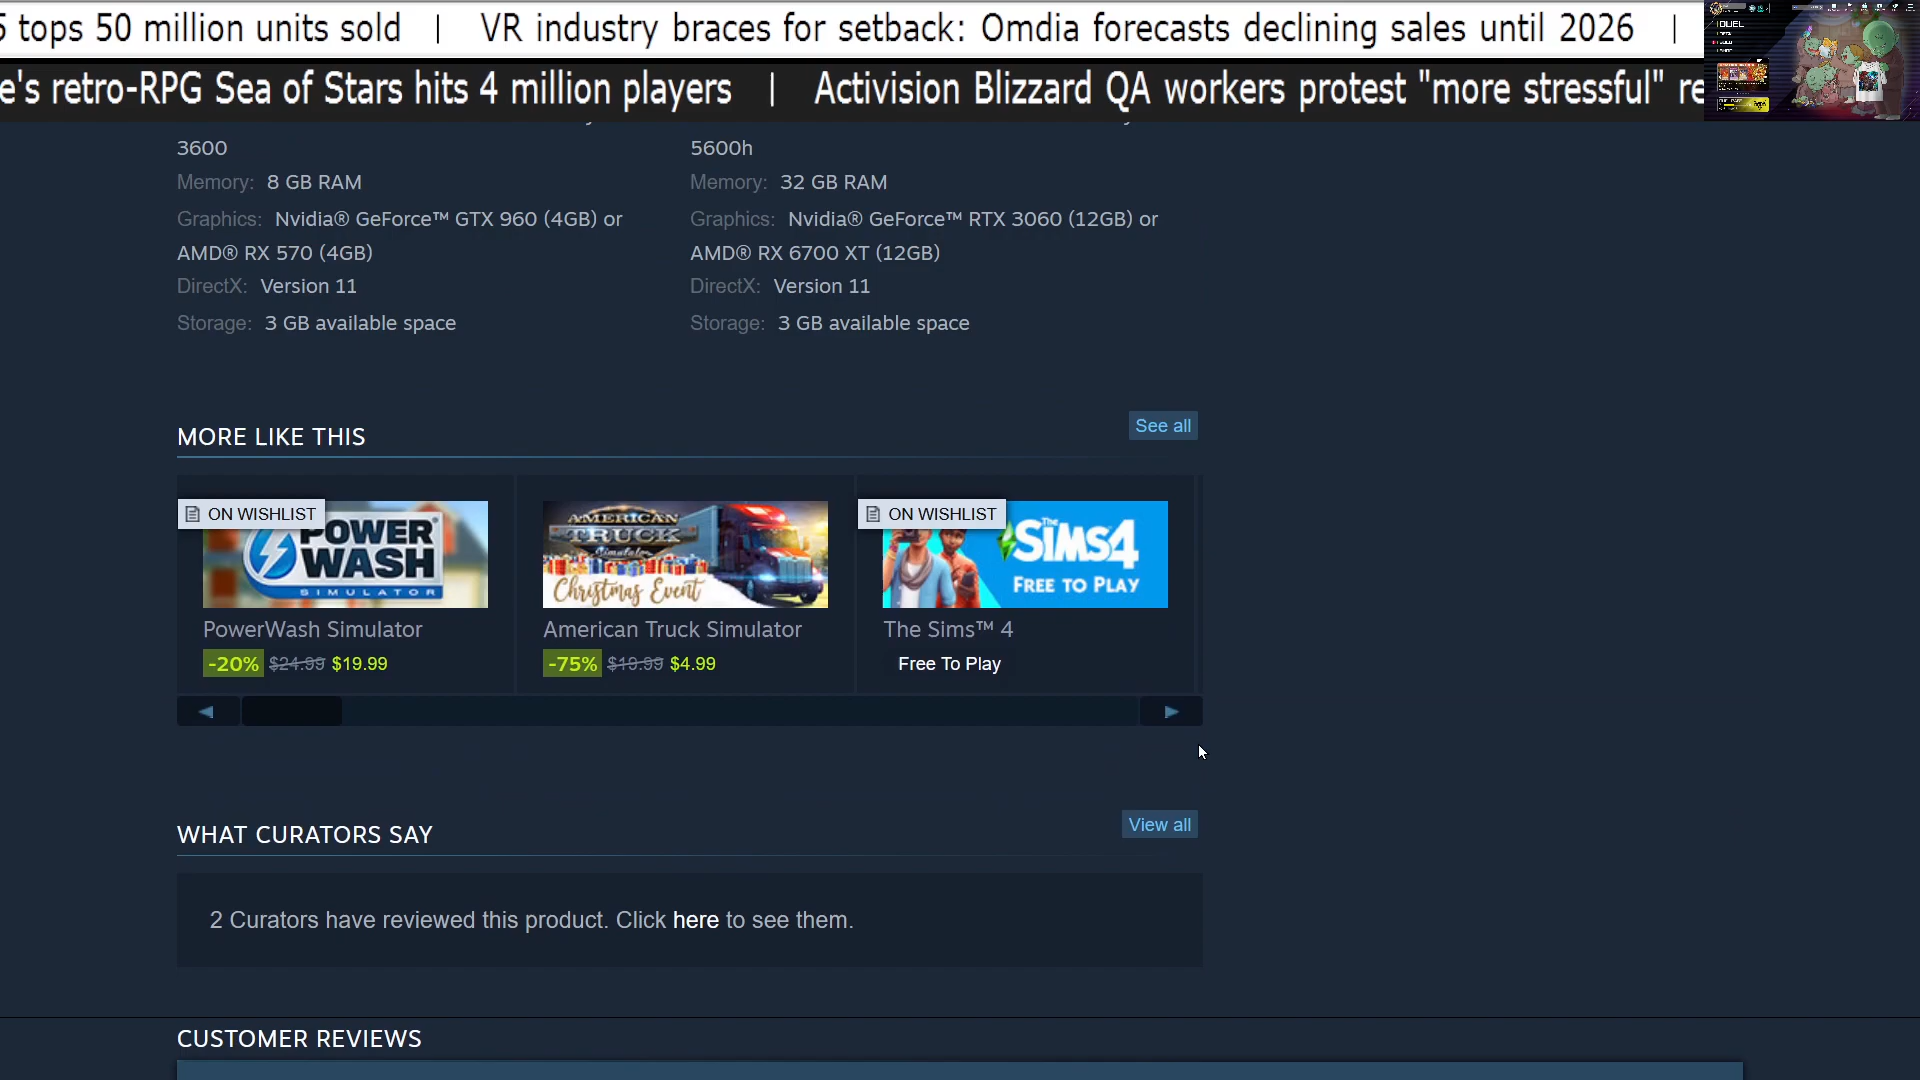 5 tops 50 million units sold | VR industry braces for setback: Omdia forecasts declining sales until 2026 |
e's retro-RPG Sea of Stars hits 4 million players | Activision Blizzard QA workers protest "more stressful" re
DUEL
3600
Memory: 8 GB RAM
Graphics: Nvidia® GeForce™ GTX 960 (4GB) or
AMD® RX 570 (4GB)
DirectX: Version 11
Storage: 3 GB available space
5600h
Memory: 32 GB RAM
Graphics: Nvidia® GeForce™ RTX 3060 (12GB) or
AMD® RX 6700 XT (12GB)
DirectX: Version 11
Storage: 3 GB available space
MORE LIKE THIS
See all
ON WISHLIST
POWER
WASH
SIMULATOR
PowerWash Simulator
-20% $24.99 $19.99
AMERICAN
TRUCK
Simulator
Christmas Event
American Truck Simulator
-75% $19.99 $4.99
ON WISHLIST
The
SiMS4
FREE TO PLAY
The Sims™ 4
Free To Play
WHAT CURATORS SAY
View all
2 Curators have reviewed this product. Click here to see them.
CUSTOMER REVIEWS